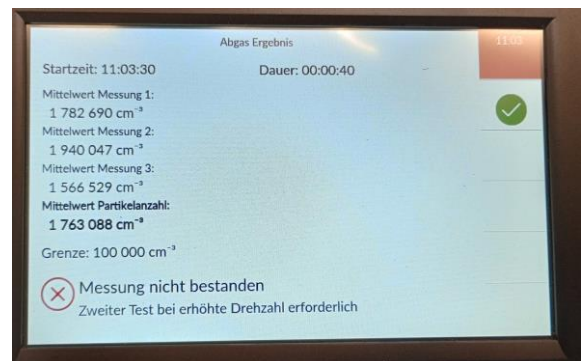 Abgas Ergebnis
11:03
Startzeit: 11:03:30 Dauer: 00:00:40
Mittelwert Messung 1:
1 782 690 cm⁻³
Mittelwert Messung 2:
1 940 047 cm⁻³
Mittelwert Messung 3:
1 566 529 cm⁻³
Mittelwert Partikelanzahl:
1 763 088 cm⁻³
Grenze: 100 000 cm⁻³
Messung nicht bestanden
Zweiter Test bei erhöhte Drehzahl erforderlich